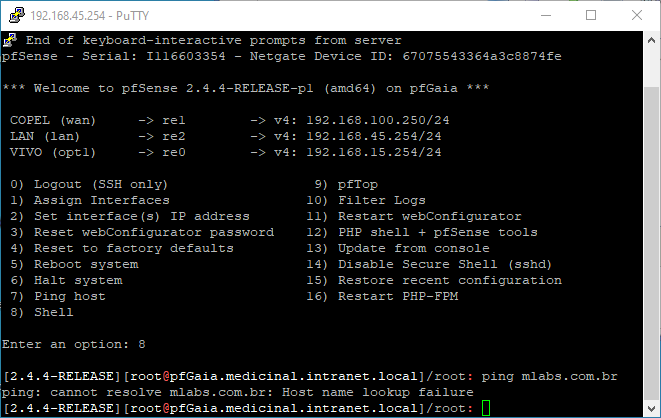 192.168.45.254 - PuTTY
End of keyboard-interactive prompts from server
pfSense - Serial: I116603354 - Netgate Device ID: 67075543364a3c8874fe
*** Welcome to pfSense 2.4.4-RELEASE-p1 (amd64) on pfGaia ***
COPEL (wan) -> re1 -> v4: 192.168.100.250/24
LAN (lan) -> re2 -> v4: 192.168.45.254/24
VIVO (opt1) -> re0 -> v4: 192.168.15.254/24
0) Logout (SSH only) 9) pfTop
1) Assign Interfaces 10) Filter Logs
2) Set interface(s) IP address 11) Restart webConfigurator
3) Reset webConfigurator password 12) PHP shell + pfSense tools
4) Reset to factory defaults 13) Update from console
5) Reboot system 14) Disable Secure Shell (sshd)
6) Halt system 15) Restore recent configuration
7) Ping host 16) Restart PHP-FPM
8) Shell
Enter an option: 8
[2.4.4-RELEASE][root@pfGaia.medicinal.intranet.local]/root: ping mlabs.com.br
ping: cannot resolve mlabs.com.br: Host name lookup failure
[2.4.4-RELEASE][root@pfGaia.medicinal.intranet.local]/root: